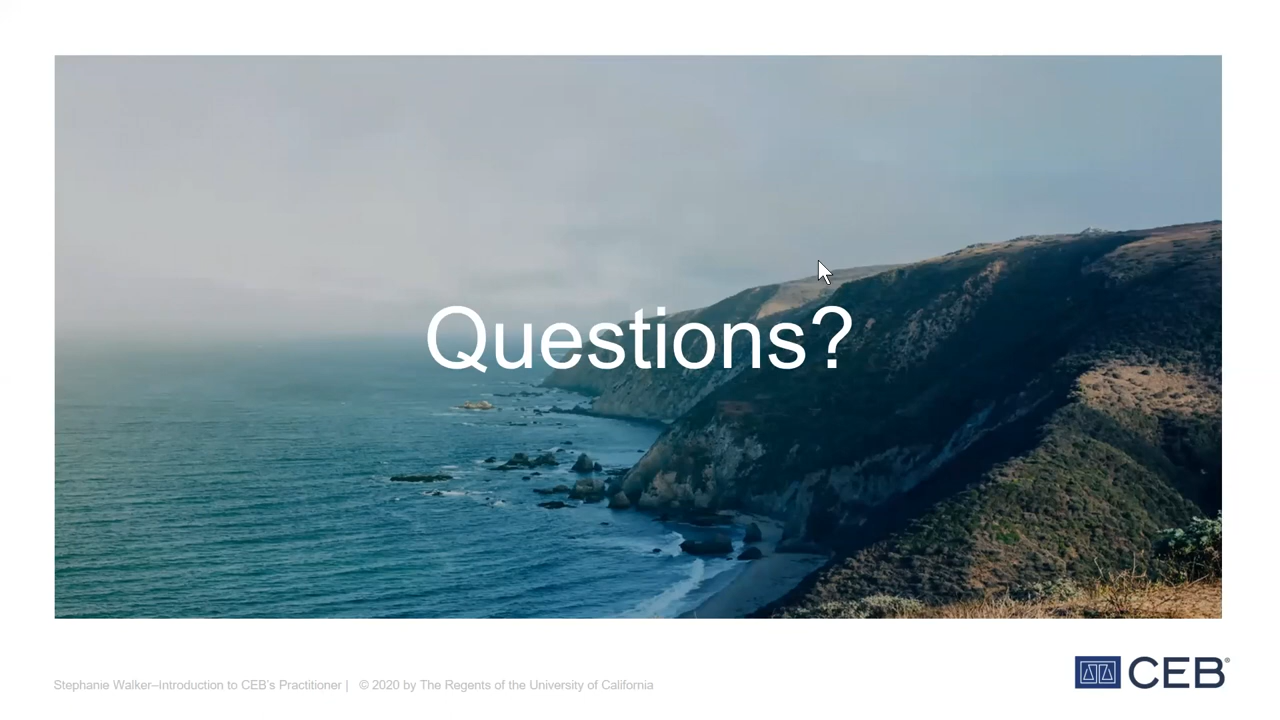 Questions?
Stephanie Walker–Introduction to CEB's Practitioner | © 2020 by The Regents of the University of California
CEB®